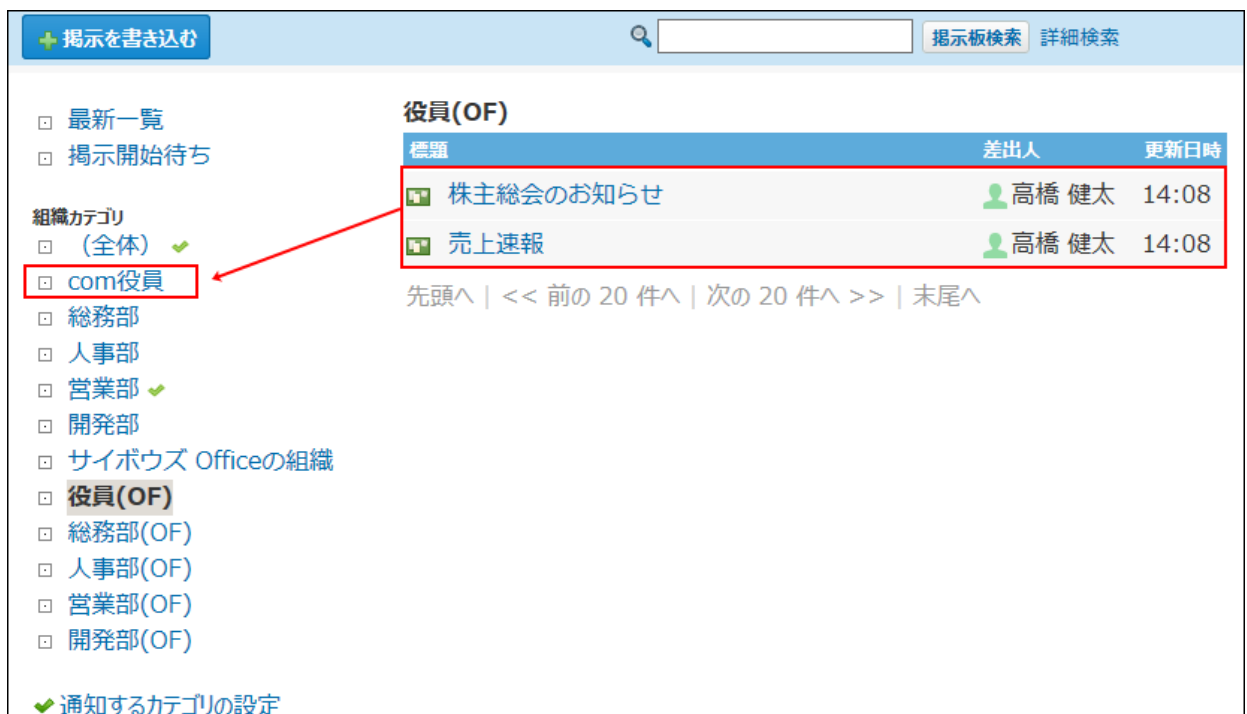 掲示を書き込む
掲示板検索 詳細検索
最新一覧
掲示開始待ち
組織カテゴリ
（全体）
com役員
総務部
人事部
営業部
開発部
サイボウズ Officeの組織
役員(OF)
総務部(OF)
人事部(OF)
営業部(OF)
開発部(OF)
通知するカテゴリの設定
役員(OF)
標題 差出人 更新日時
株主総会のお知らせ 高橋 健太 14:08
売上速報 高橋 健太 14:08
先頭へ | << 前の 20 件へ | 次の 20 件へ >> | 末尾へ